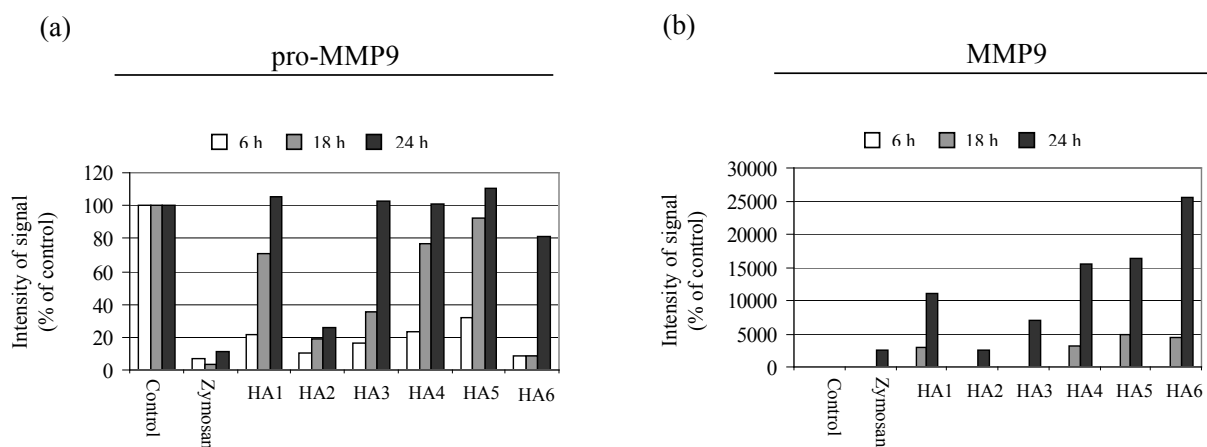 (a)
pro-MMP9
6 h 18 h 24 h
Intensity of signal
(% of control)
120
100
80
60
40
20
0
Control
Zymosan
HA1
HA2
HA3
HA4
HA5
HA6
(b)
MMP9
6 h 18 h 24 h
Intensity of signal
(% of control)
30000
25000
20000
15000
10000
5000
0
Control
Zymosan
HA1
HA2
HA3
HA4
HA5
HA6